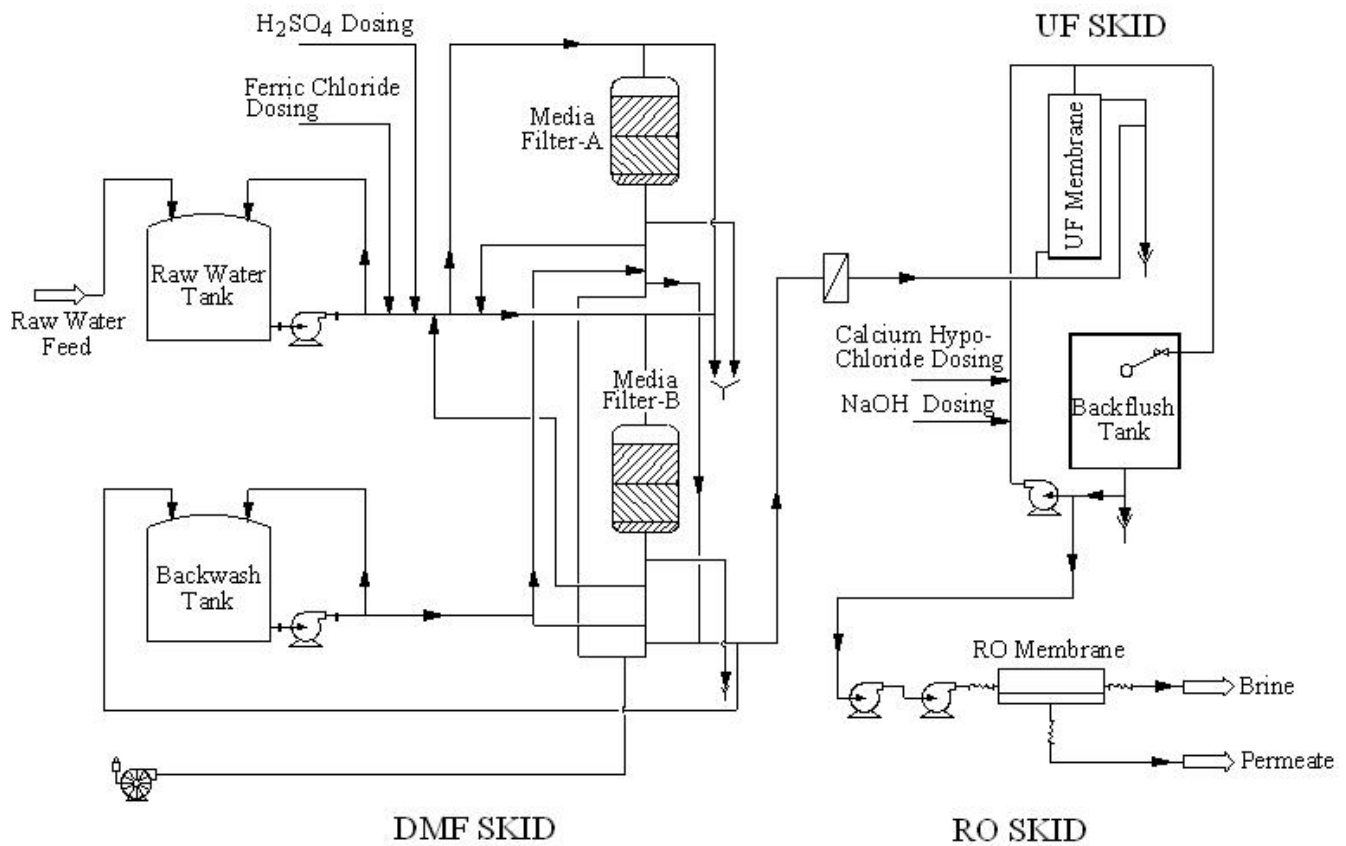 H₂SO₄ Dosing
UF SKID
Ferric Chloride
Dosing
Media
Filter-A
UF Membrane
Raw Water
Tank
Raw Water
Feed
Calcium Hypo-
Chloride Dosing
NaOH Dosing
Media
Filter-B
Backflush
Tank
Backwash
Tank
RO Membrane
Brine
Permeate
DMF SKID
RO SKID